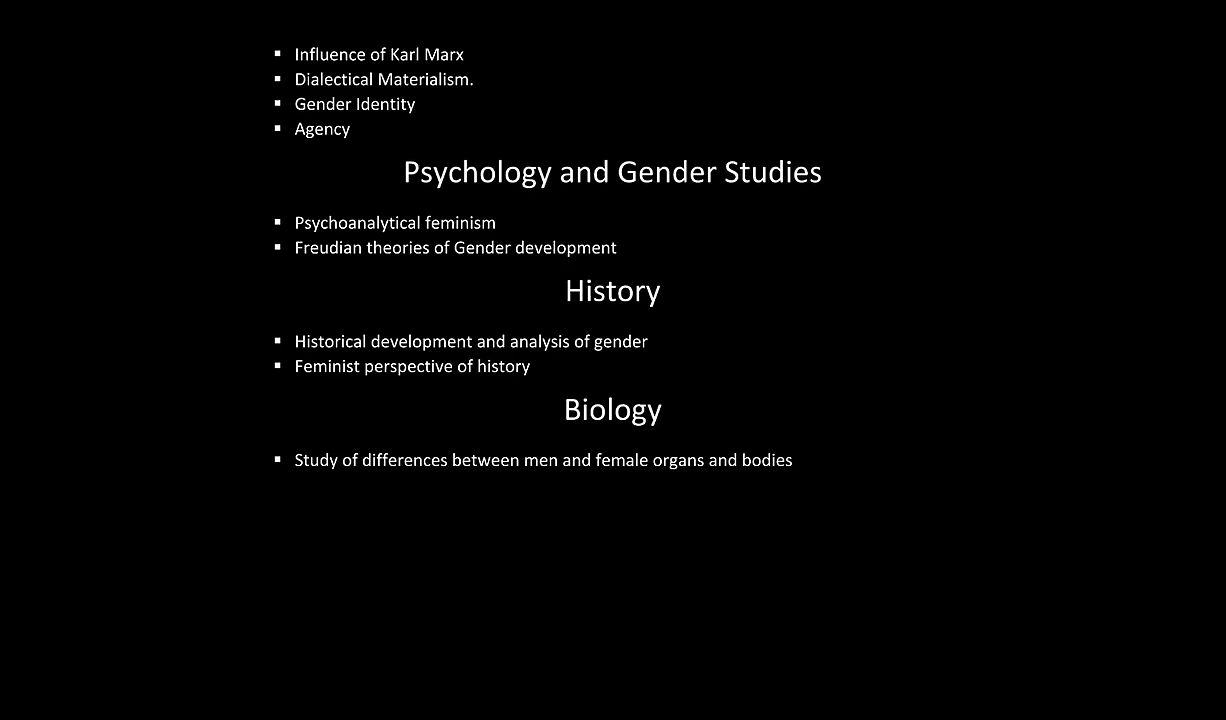 ▪ Influence of Karl Marx
▪ Dialectical Materialism.
▪ Gender Identity
▪ Agency
Psychology and Gender Studies
▪ Psychoanalytical feminism
▪ Freudian theories of Gender development
History
▪ Historical development and analysis of gender
▪ Feminist perspective of history
Biology
▪ Study of differences between men and female organs and bodies